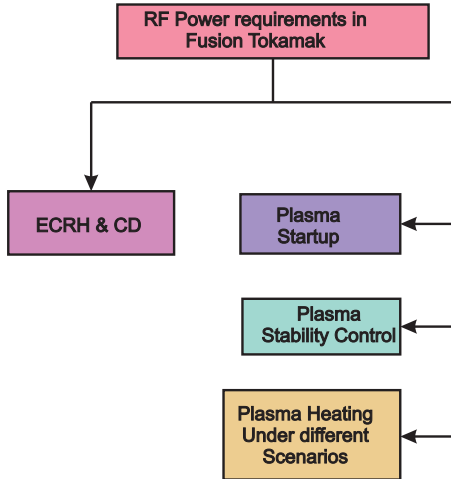 RF Power requirements in
Fusion Tokamak
ECRH & CD
Plasma
Startup
Plasma
Stability Control
Plasma Heating
Under different
Scenarios